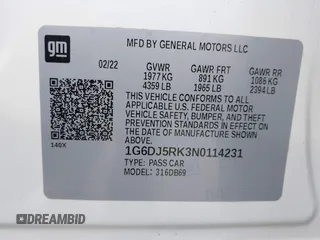 gm
MFD BY GENERAL MOTORS LLC
02/22
GVWR GAWR FRT GAWR RR
1977 KG 891 KG 1086 KG
4359 LB 1965 LB 2394 LB
THIS VEHICLE CONFORMS TO ALL APPLICABLE
U.S. FEDERAL MOTOR
VEHICLE SAFETY, BUMPER, AND THEFT
PREVENTION STANDARDS IN EFFECT ON THE
DATE OF MANUFACTURE SHOWN
ABOVE.
140X
1G6DJ5RK3N0114231
TYPE: PASS CAR
MODEL: 316DB69
DREAMBID